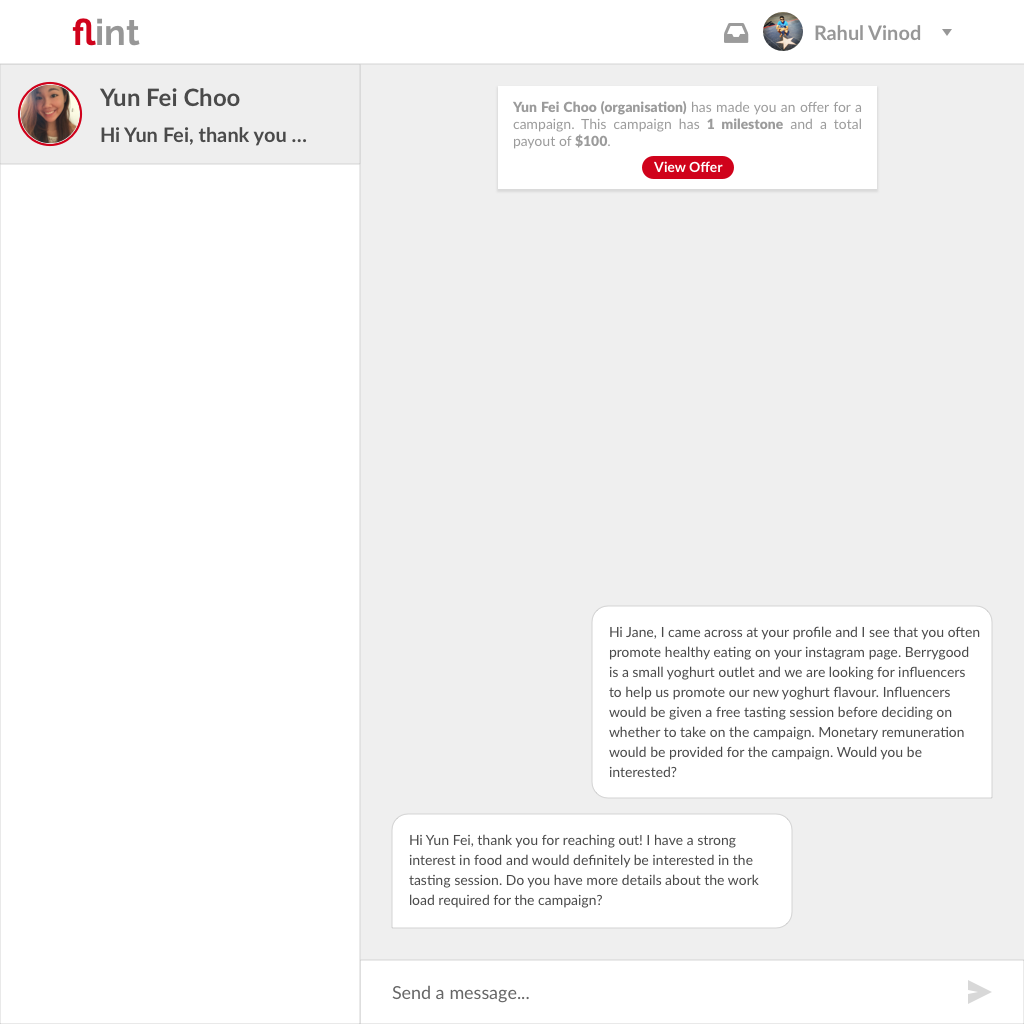 flint
Rahul Vinod
Yun Fei Choo
Hi Yun Fei, thank you ...
Yun Fei Choo (organisation) has made you an offer for a
campaign. This campaign has 1 milestone and a total
payout of $100.
View Offer
Hi Jane, I came across at your profile and I see that you often
promote healthy eating on your instagram page. Berrygood
is a small yoghurt outlet and we are looking for influencers
to help us promote our new yoghurt flavour. Influencers
would be given a free tasting session before deciding on
whether to take on the campaign. Monetary remuneration
would be provided for the campaign. Would you be
interested?
Hi Yun Fei, thank you for reaching out! I have a strong
interest in food and would definitely be interested in the
tasting session. Do you have more details about the work
load required for the campaign?
Send a message...